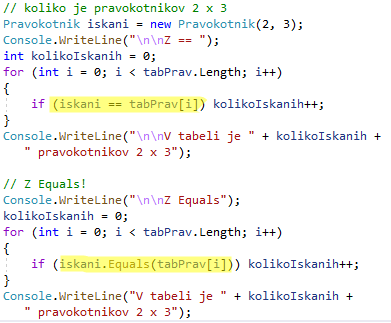 // koliko je pravokotnikov 2 x 3
Pravokotnik iskani = new Pravokotnik(2, 3);
Console.WriteLine("\n\nZ == ");
int kolikoIskanih = 0;
for (int i = 0; i < tabPrav.Length; i++)
{
if (iskani == tabPrav[i]) kolikoIskanih++;
}
Console.WriteLine("\n\nV tabeli je " + kolikoIskanih +
" pravokotnikov 2 x 3");
// Z Equals!
Console.WriteLine("\n\nZ Equals");
kolikoIskanih = 0;
for (int i = 0; i < tabPrav.Length; i++)
{
if (iskani.Equals(tabPrav[i])) kolikoIskanih++;
}
Console.WriteLine("V tabeli je " + kolikoIskanih +
" pravokotnikov 2 x 3");